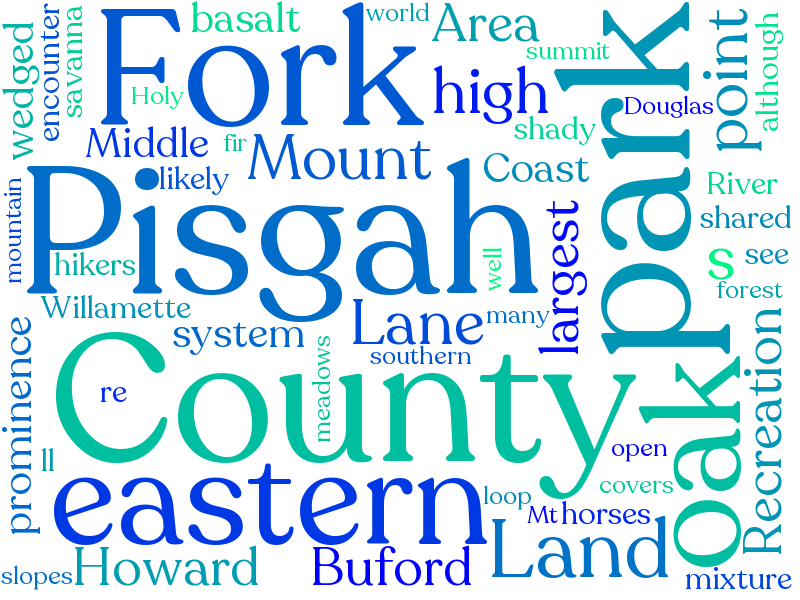 wedged
encounter
savanna
Fork
basalt
world
Area
summit
park
point
although
Holy
high
Douglas
Middle
fir
Mount
shady
likely
Coast
River
mountain
Pisgah
largest
shared
hikers
well
s
see
forest
Willamette
system
Lane
many
southern
prominence
County
meadows
re
oak
Recreation
ll
eastern
open
covers
loop
Mt
horses
slopes
Howard
Buford
Land
mixture